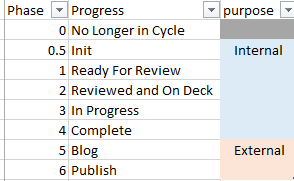 Phase Progress purpose
0 No Longer in Cycle
0.5 Init Internal
1 Ready For Review
2 Reviewed and On Deck
3 In Progress
4 Complete
5 Blog External
6 Publish